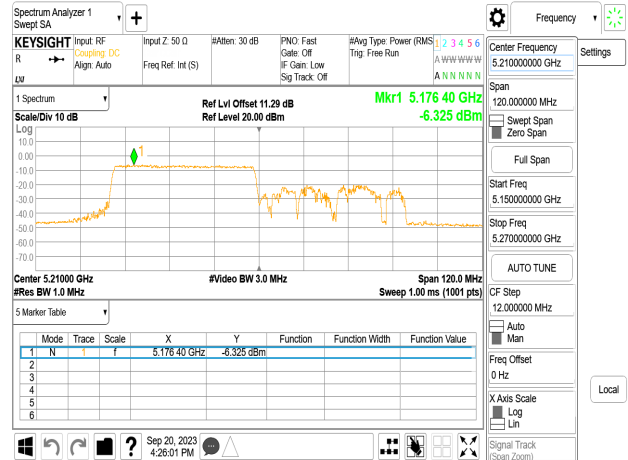 Spectrum Analyzer 1
Swept SA
Frequency
KEYSIGHT
R
LXI
Input: RF
Coupling: DC
Align: Auto
Input Z: 50 Ω
Freq Ref: Int (S)
#Atten: 30 dB
PNO: Fast
Gate: Off
IF Gain: Low
Sig Track: Off
#Avg Type: Power (RMS
Trig: Free Run
1 2 3 4 5 6
A W W W W W
A N N N N N
1 Spectrum
Scale/Div 10 dB
Ref Lvl Offset 11.29 dB
Ref Level 20.00 dBm
Mkr1 5.176 40 GHz
-6.325 dBm
Log
10.0
0.00
-10.0
-20.0
-30.0
-40.0
-50.0
-60.0
-70.0
1
Center 5.21000 GHz
#Res BW 1.0 MHz
#Video BW 3.0 MHz
Span 120.0 MHz
Sweep 1.00 ms (1001 pts)
5 Marker Table
Mode Trace Scale X Y Function Function Width Function Value
1 N 1 f 5.176 40 GHz -6.325 dBm
2
3
4
5
6
Sep 20, 2023
4:26:01 PM
Center Frequency
5.210000000 GHz
Span
120.000000 MHz
Swept Span
Zero Span
Full Span
Start Freq
5.150000000 GHz
Stop Freq
5.270000000 GHz
AUTO TUNE
CF Step
12.000000 MHz
Auto
Man
Freq Offset
0 Hz
X Axis Scale
Log
Lin
Signal Track
(Span Zoom)
Settings
Local